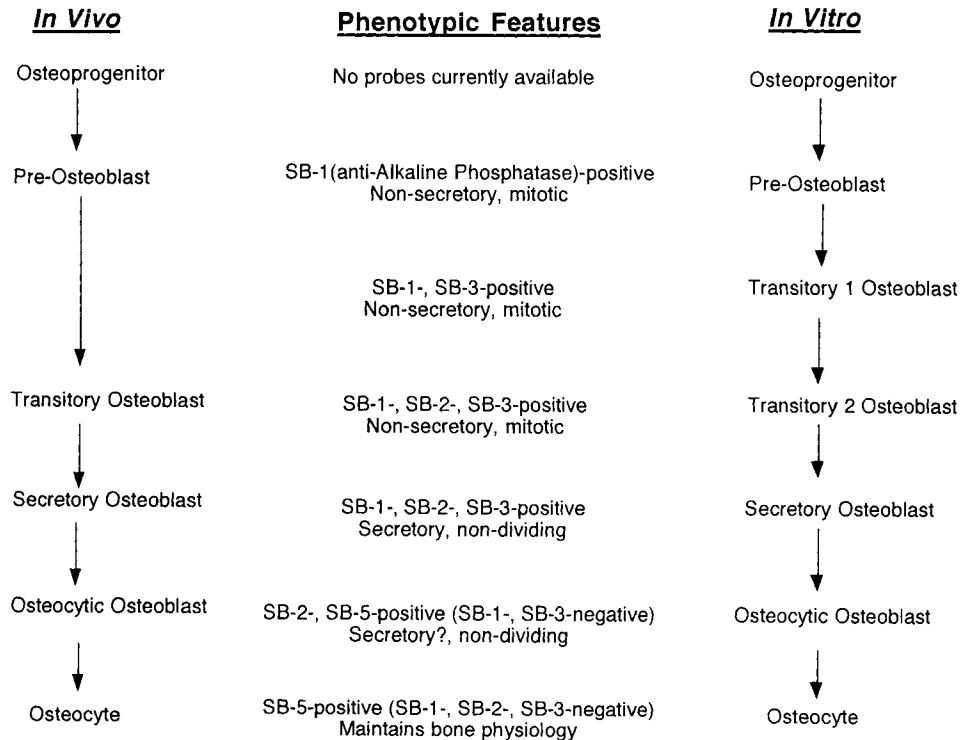 In Vivo
Phenotypic Features
In Vitro
Osteoprogenitor
No probes currently available
Osteoprogenitor
Pre-Osteoblast
SB-1(anti-Alkaline Phosphatase)-positive
Non-secretory, mitotic
Pre-Osteoblast
SB-1-, SB-3-positive
Non-secretory, mitotic
Transitory 1 Osteoblast
Transitory Osteoblast
SB-1-, SB-2-, SB-3-positive
Non-secretory, mitotic
Transitory 2 Osteoblast
Secretory Osteoblast
SB-1-, SB-2-, SB-3-positive
Secretory, non-dividing
Secretory Osteoblast
Osteocytic Osteoblast
SB-2-, SB-5-positive (SB-1-, SB-3-negative)
Secretory?, non-dividing
Osteocytic Osteoblast
Osteocyte
SB-5-positive (SB-1-, SB-2-, SB-3-negative)
Maintains bone physiology
Osteocyte